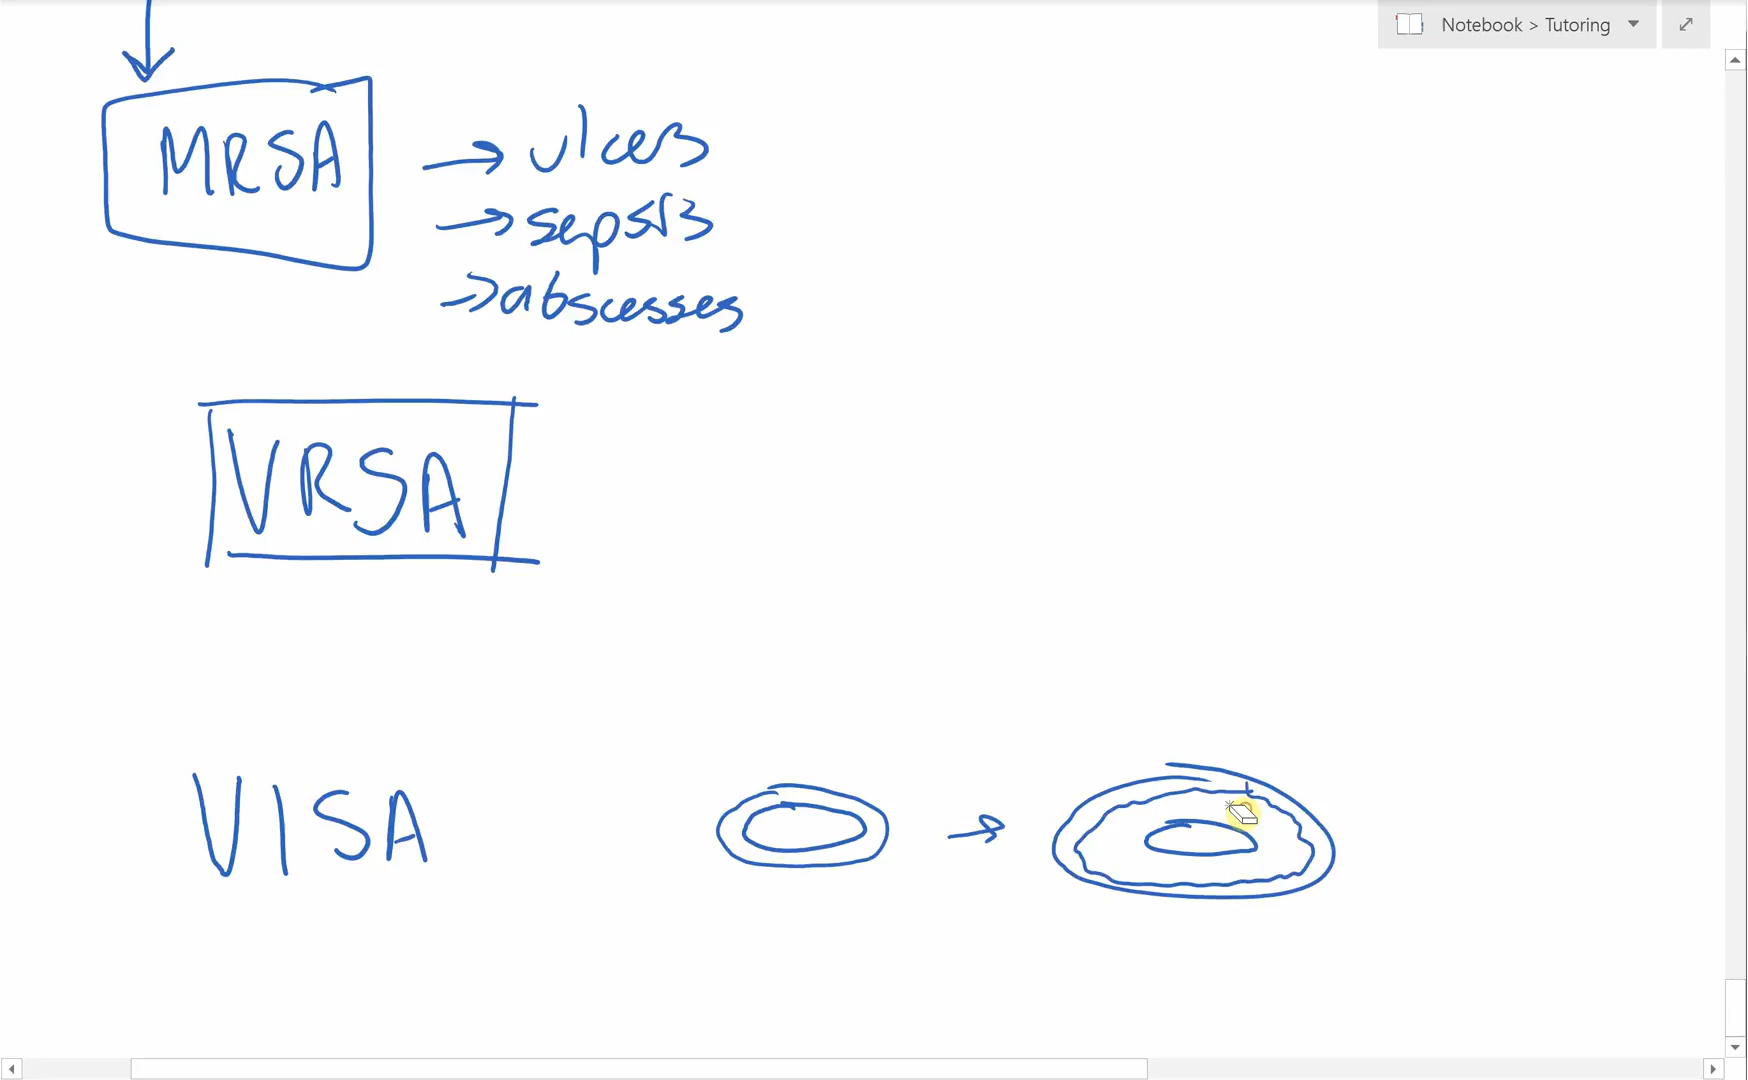 Notebook > Tutoring
MRSA
→ ulcers
→ sepsis
→ abscesses
VRSA
VISA